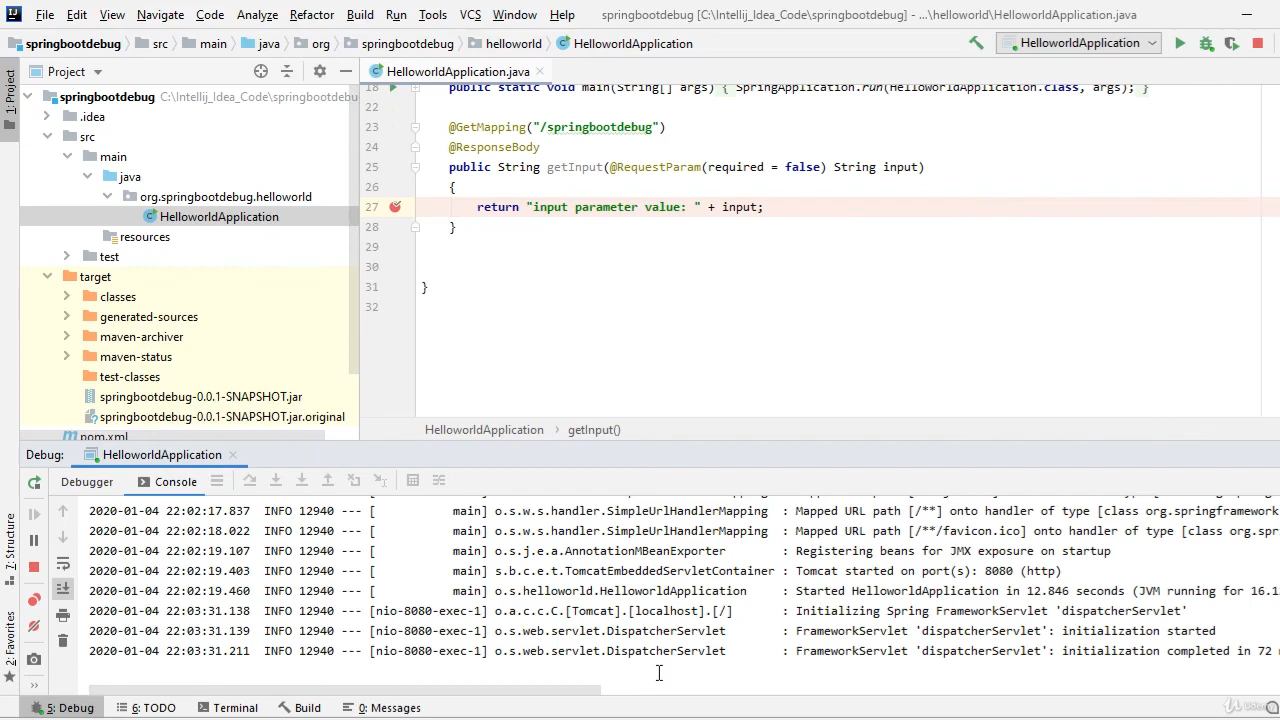 File Edit View Navigate Code Analyze Refactor Build Run Tools VCS Window Help springbootdebug [C:\Intellij_Idea_Code\springbootdebug] - ...\helloworld\HelloworldApplication.java
springbootdebug src main java org springbootdebug helloworld HelloworldApplication HelloworldApplication
1: Project
Project
HelloworldApplication.java
springbootdebug C:\Intellij_Idea_Code\springbootdebu
.idea
src
main
java
org.springbootdebug.helloworld
HelloworldApplication
resources
test
target
classes
generated-sources
maven-archiver
maven-status
test-classes
springbootdebug-0.0.1-SNAPSHOT.jar
springbootdebug-0.0.1-SNAPSHOT.jar.original
pom.xml
18 public static void main(String[] args) { SpringApplication.run(HelloworldApplication.class, args); }
22
23 @GetMapping("/springbootdebug")
24 @ResponseBody
25 public String getInput(@RequestParam(required = false) String input)
26 {
27 return "input parameter value: " + input;
28 }
29
30
31 }
32
HelloworldApplication > getInput()
Debug: HelloworldApplication
Debugger Console
2020-01-04 22:02:17.837 INFO 12940 --- [ main] o.s.w.s.handler.SimpleUrlHandlerMapping : Mapped URL path [/**] onto handler of type [class org.springframework
2020-01-04 22:02:18.022 INFO 12940 --- [ main] o.s.w.s.handler.SimpleUrlHandlerMapping : Mapped URL path [/**/favicon.ico] onto handler of type [class org.spri
2020-01-04 22:02:19.107 INFO 12940 --- [ main] o.s.j.e.a.AnnotationMBeanExporter : Registering beans for JMX exposure on startup
2020-01-04 22:02:19.403 INFO 12940 --- [ main] s.b.c.e.t.TomcatEmbeddedServletContainer : Tomcat started on port(s): 8080 (http)
2020-01-04 22:02:19.460 INFO 12940 --- [ main] o.s.helloworld.HelloworldApplication : Started HelloworldApplication in 12.846 seconds (JVM running for 16.1
2020-01-04 22:03:31.138 INFO 12940 --- [nio-8080-exec-1] o.a.c.c.C.[Tomcat].[localhost].[/] : Initializing Spring FrameworkServlet 'dispatcherServlet'
2020-01-04 22:03:31.139 INFO 12940 --- [nio-8080-exec-1] o.s.web.servlet.DispatcherServlet : FrameworkServlet 'dispatcherServlet': initialization started
2020-01-04 22:03:31.211 INFO 12940 --- [nio-8080-exec-1] o.s.web.servlet.DispatcherServlet : FrameworkServlet 'dispatcherServlet': initialization completed in 72 m
Z: Structure
2: Favorites
5: Debug 6: TODO Terminal Build 0: Messages
Udemy